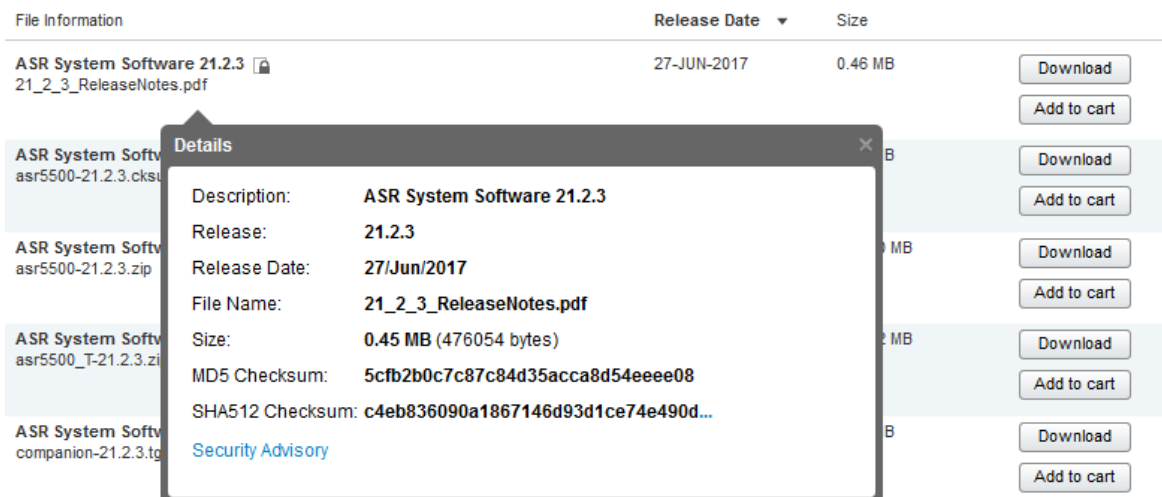 File Information Release Date Size
ASR System Software 21.2.3 27-JUN-2017 0.46 MB Download
21_2_3_ReleaseNotes.pdf
Add to cart
Details
ASR System B Download
asr5500-21.2.3
Add to cart
Description: ASR System Software 21.2.3
Release: 21.2.3
ASR System MB Download
asr5500-21.2.3.zip
Release Date: 27/Jun/2017
Add to cart
File Name: 21_2_3_ReleaseNotes.pdf
Size: 0.45 MB (476054 bytes)
ASR System MB Download
asr5500_T-21.2.3.zi
MD5 Checksum: 5cfb2b0c7c87c84d35acca8d54eeee08
Add to cart
SHA512 Checksum: c4eb836090a1867146d93d1ce74e490d...
ASR System B Download
companion-21.2.3.tg
Security Advisory
Add to cart